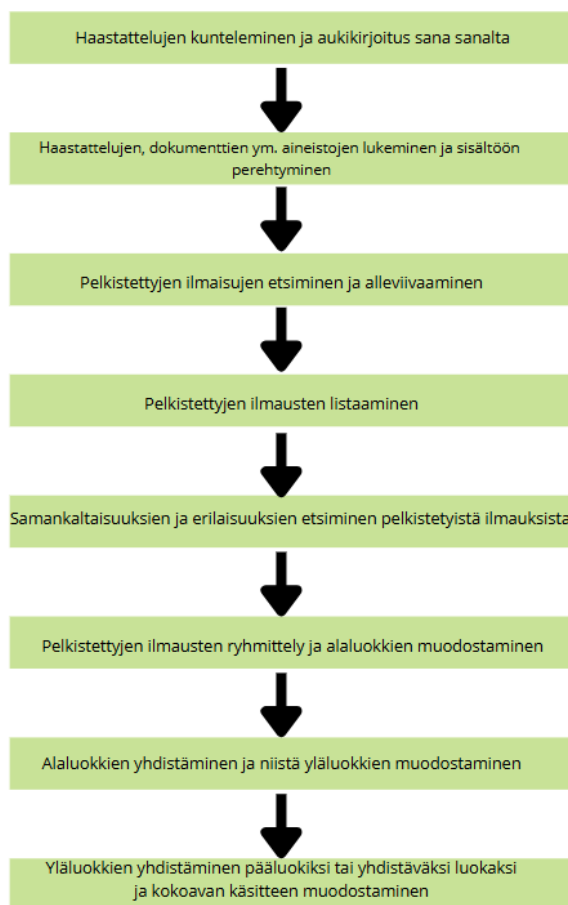 Haastattelujen kunteleminen ja aukikirjoitus sana sanalta
Haastattelujen, dokumenttien ym. aineistojen lukeminen ja sisältöön
perehtyminen
Pelkistettyjen ilmaisujen etsiminen ja alleviivaaminen
Pelkistettyjen ilmausten listaaminen
Samankaltaisuuksien ja erilaisuuksien etsiminen pelkistetyistä ilmauksista
Pelkistettyjen ilmausten ryhmittely ja alaluokkien muodostaminen
Alaluokkien yhdistäminen ja niistä yläluokkien muodostaminen
Yläluokkien yhdistäminen pääluokiksi tai yhdistäväksi luokaksi
ja kokoavan käsitteen muodostaminen